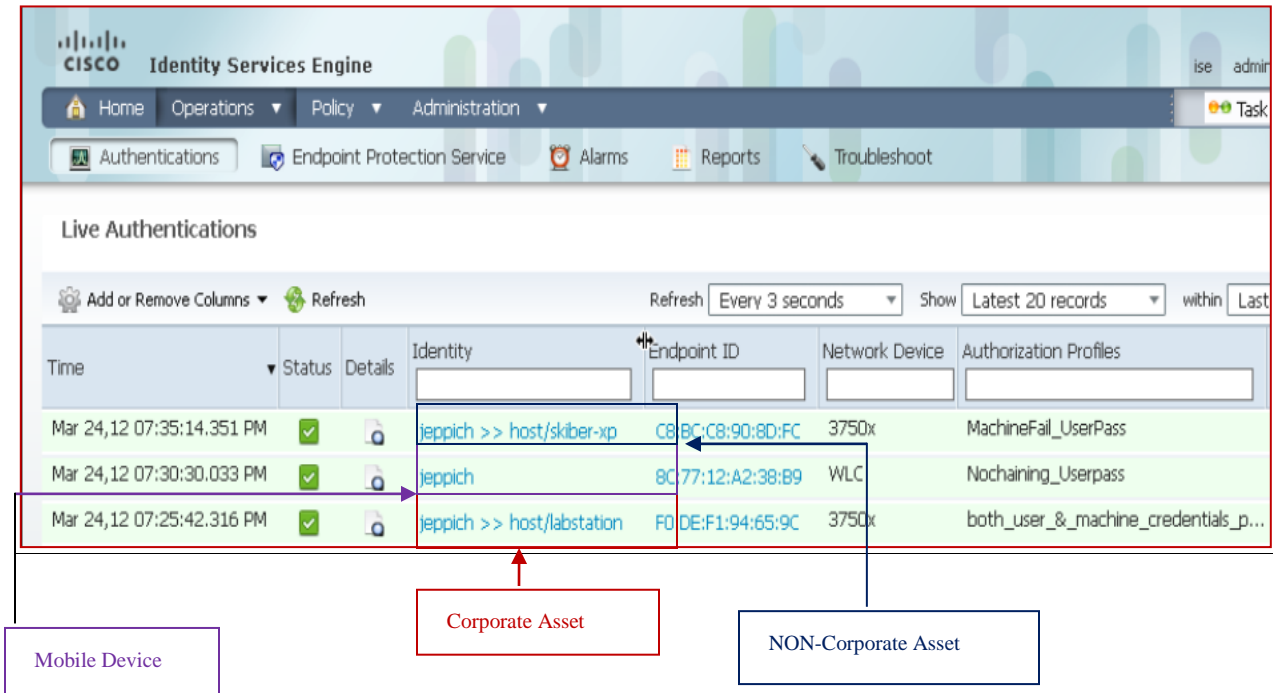 CISCO Identity Services Engine
ise admin
Home Operations Policy Administration
Task
Authentications Endpoint Protection Service Alarms Reports Troubleshoot
Live Authentications
Add or Remove Columns Refresh Refresh Every 3 seconds Show Latest 20 records within Last
Time Status Details Identity Endpoint ID Network Device Authorization Profiles
Mar 24,12 07:35:14.351 PM jeppich >> host/skiber-xp C8:BC:C8:90:8D:FC 3750x MachineFail_UserPass
Mar 24,12 07:30:30.033 PM jeppich 8C:77:12:A2:38:B9 WLC Nochaining_Userpass
Mar 24,12 07:25:42.316 PM jeppich >> host/labstation F0:DE:F1:94:65:9C 3750x both_user_&_machine_credentials_p...
Corporate Asset
NON-Corporate Asset
Mobile Device